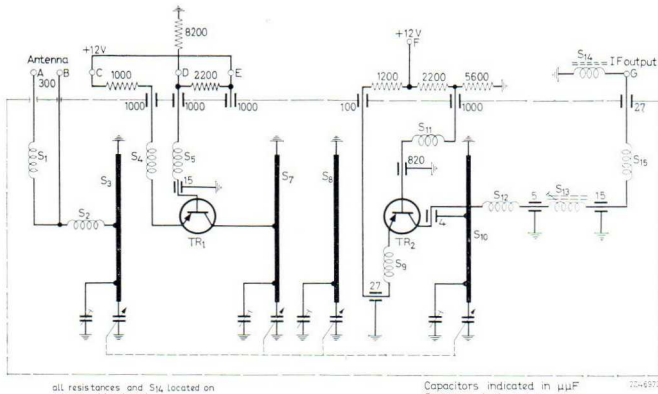 8200
S14
IF output
+12V
+12V
F
Antenna
A
B
C
D
E
G
300
1000
2200
1200
2200
5600
1000
1000
1000
100
1000
27
S11
S1
S4
S5
S15
820
S3
15
S7
S8
S12
5
S13
15
S2
4
TR1
TR2
S10
S9
27
all resistances and S14 located on
Capacitors indicated in µµF